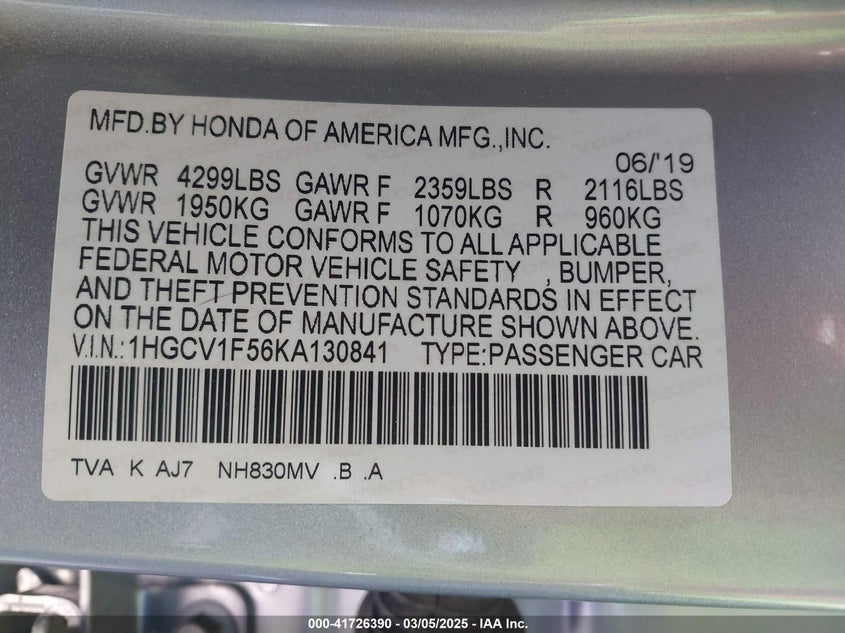 MFD.BY HONDA OF AMERICA MFG.,INC.
06/'19
GVWR 4299LBS GAWR F 2359LBS R 2116LBS
GVWR 1950KG GAWR F 1070KG R 960KG
THIS VEHICLE CONFORMS TO ALL APPLICABLE
FEDERAL MOTOR VEHICLE SAFETY , BUMPER,
AND THEFT PREVENTION STANDARDS IN EFFECT
ON THE DATE OF MANUFACTURE SHOWN ABOVE.
V.I.N.:1HGCV1F56KA130841 TYPE:PASSENGER CAR
TVA K AJ7 NH830MV .B .A
000-41726390 - 03/05/2025 - IAA Inc.